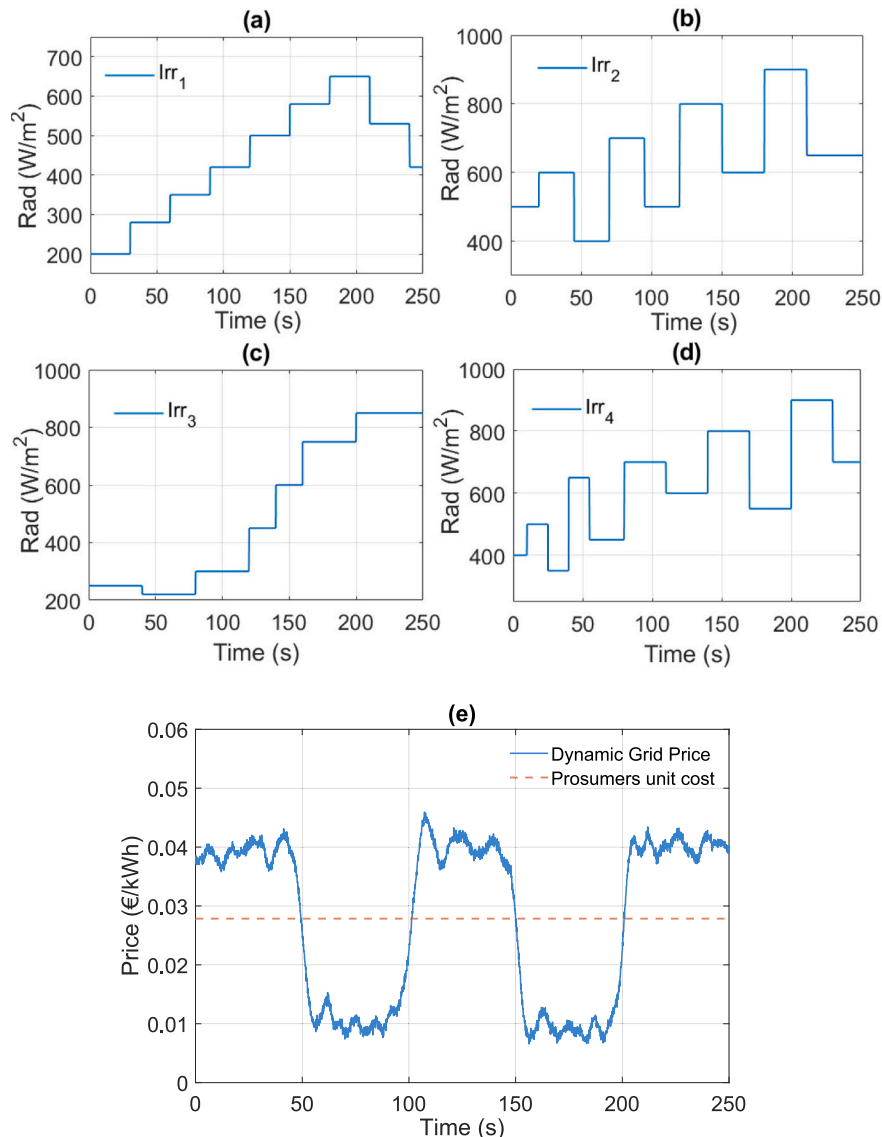 (a)
Rad (W/m²)
700
600
500
400
300
200
Irr₁
0 50 100 150 200 250
Time (s)
(b)
Rad (W/m²)
1000
800
600
400
Irr₂
0 50 100 150 200 250
Time (s)
(c)
Rad (W/m²)
1000
800
600
400
200
Irr₃
0 50 100 150 200 250
Time (s)
(d)
Rad (W/m²)
1000
800
600
400
Irr₄
0 50 100 150 200 250
Time (s)
(e)
Price (€/kWh)
0.06
0.05
0.04
0.03
0.02
0.01
0
Dynamic Grid Price
Prosumers unit cost
0 50 100 150 200 250
Time (s)